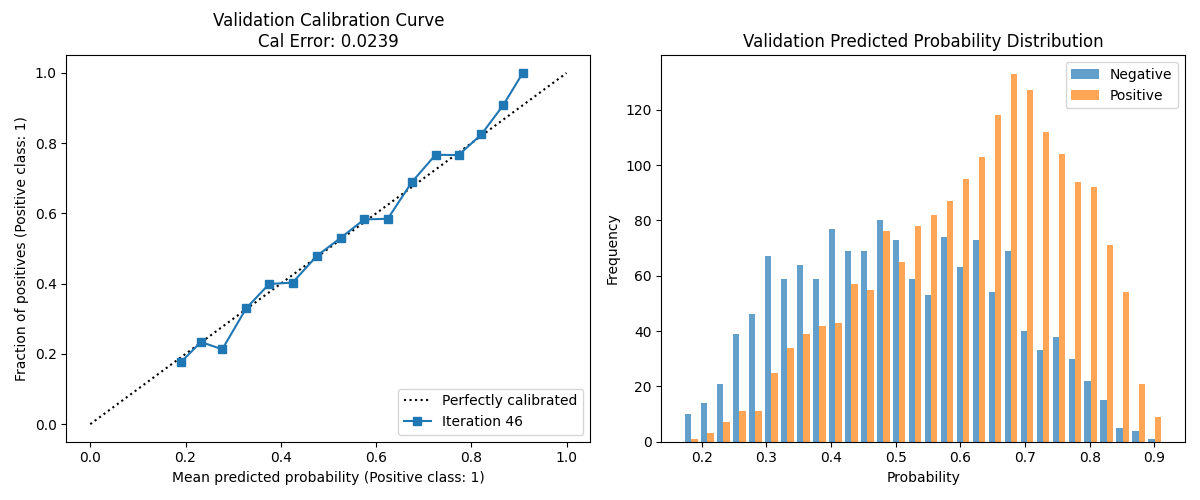 Validation Calibration Curve
Cal Error: 0.0239
Fraction of positives (Positive class: 1)
1.0
0.8
0.6
0.4
0.2
0.0
Perfectly calibrated
Iteration 46
0.0 0.2 0.4 0.6 0.8 1.0
Mean predicted probability (Positive class: 1)
Validation Predicted Probability Distribution
Negative
Positive
Frequency
120
100
80
60
40
20
0
0.2 0.3 0.4 0.5 0.6 0.7 0.8 0.9
Probability